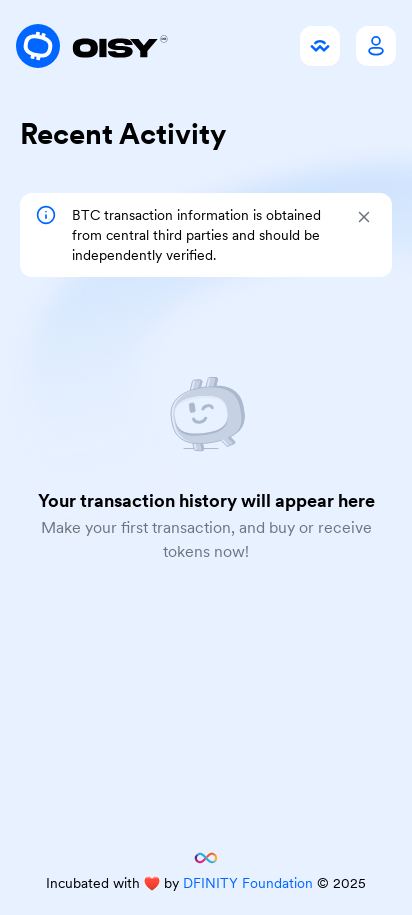 OISY
Recent Activity
BTC transaction information is obtained
from central third parties and should be
independently verified.
Your transaction history will appear here
Make your first transaction, and buy or receive
tokens now!
Incubated with ❤️ by DFINITY Foundation © 2025